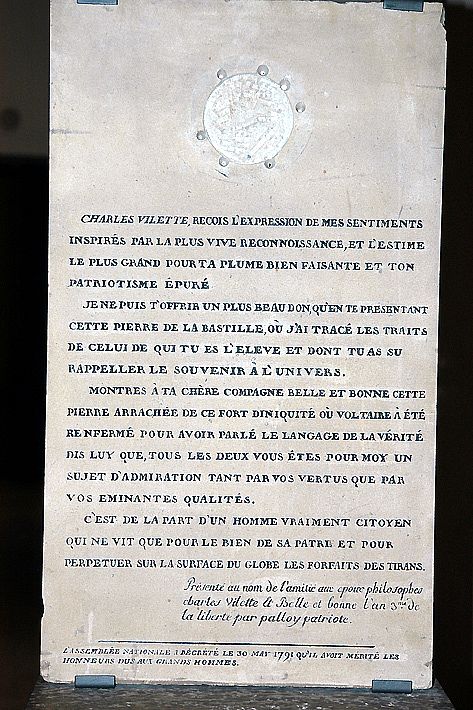 CHARLES VILETTE, RECOIS L'EXPRESSION DE MES SENTIMENTS
INSPIRÉS PAR LA PLUS VIVE RECONNOISSANCE, ET L'ESTIME
LE PLUS GRAND POUR TA PLUME BIEN FAISANTE ET TON
PATRIOTISME ÉPURÉ
JE NE PUIS T'OFFRIR UN PLUS BEAU DON, QU'EN TE PRESENTANT
CETTE PIERRE DE LA BASTILLE, OÙ J'AI TRACÉ LES TRAITS
DE CELUI DE QUI TU ES L'ELEVE ET DONT TU AS SU
RAPPELLER LE SOUVENIR À L'UNIVERS.
MONTRES À TA CHÈRE COMPAGNE BELLE ET BONNE CETTE
PIERRE ARRACHÉE DE CE FORT D'INIQUITÉ OÙ VOLTAIRE À ÉTÉ
RENFERMÉ POUR AVOIR PARLÉ LE LANGAGE DE LA VÉRITÉ
DIS LUY QUE, TOUS LES DEUX VOUS ÊTES POUR MOY UN
SUJET D'ADMIRATION TANT PAR VOS VERTUS QUE PAR
VOS EMINANTES QUALITÉS.
C'EST DE LA PART D'UN HOMME VRAIMENT CITOYEN
QUI NE VIT QUE POUR LE BIEN DE SA PATRE ET POUR
PERPETUER SUR LA SURFACE DU GLOBE LES FORFAITS DES TIRANS.
Présenté au nom de l'amitié aux epoux philosophes
charles Vilette & Belle et bonne l'an 3me de
la liberté par palloy patriote.
L'ASSEMBLÉE NATIONALE À DÉCRÉTÉ LE 30 MAY 1791 QU'IL AVOIT MERITÉ LES
HONNEURS DUS AUX GRANDS HOMMES.